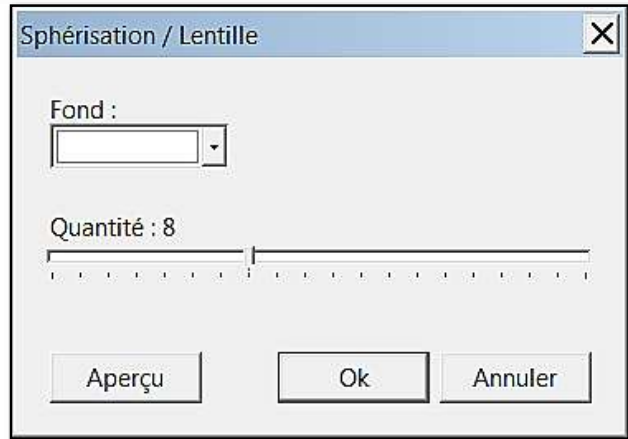 Sphérisation / Lentille
Fond :
Quantité : 8
Aperçu Ok Annuler